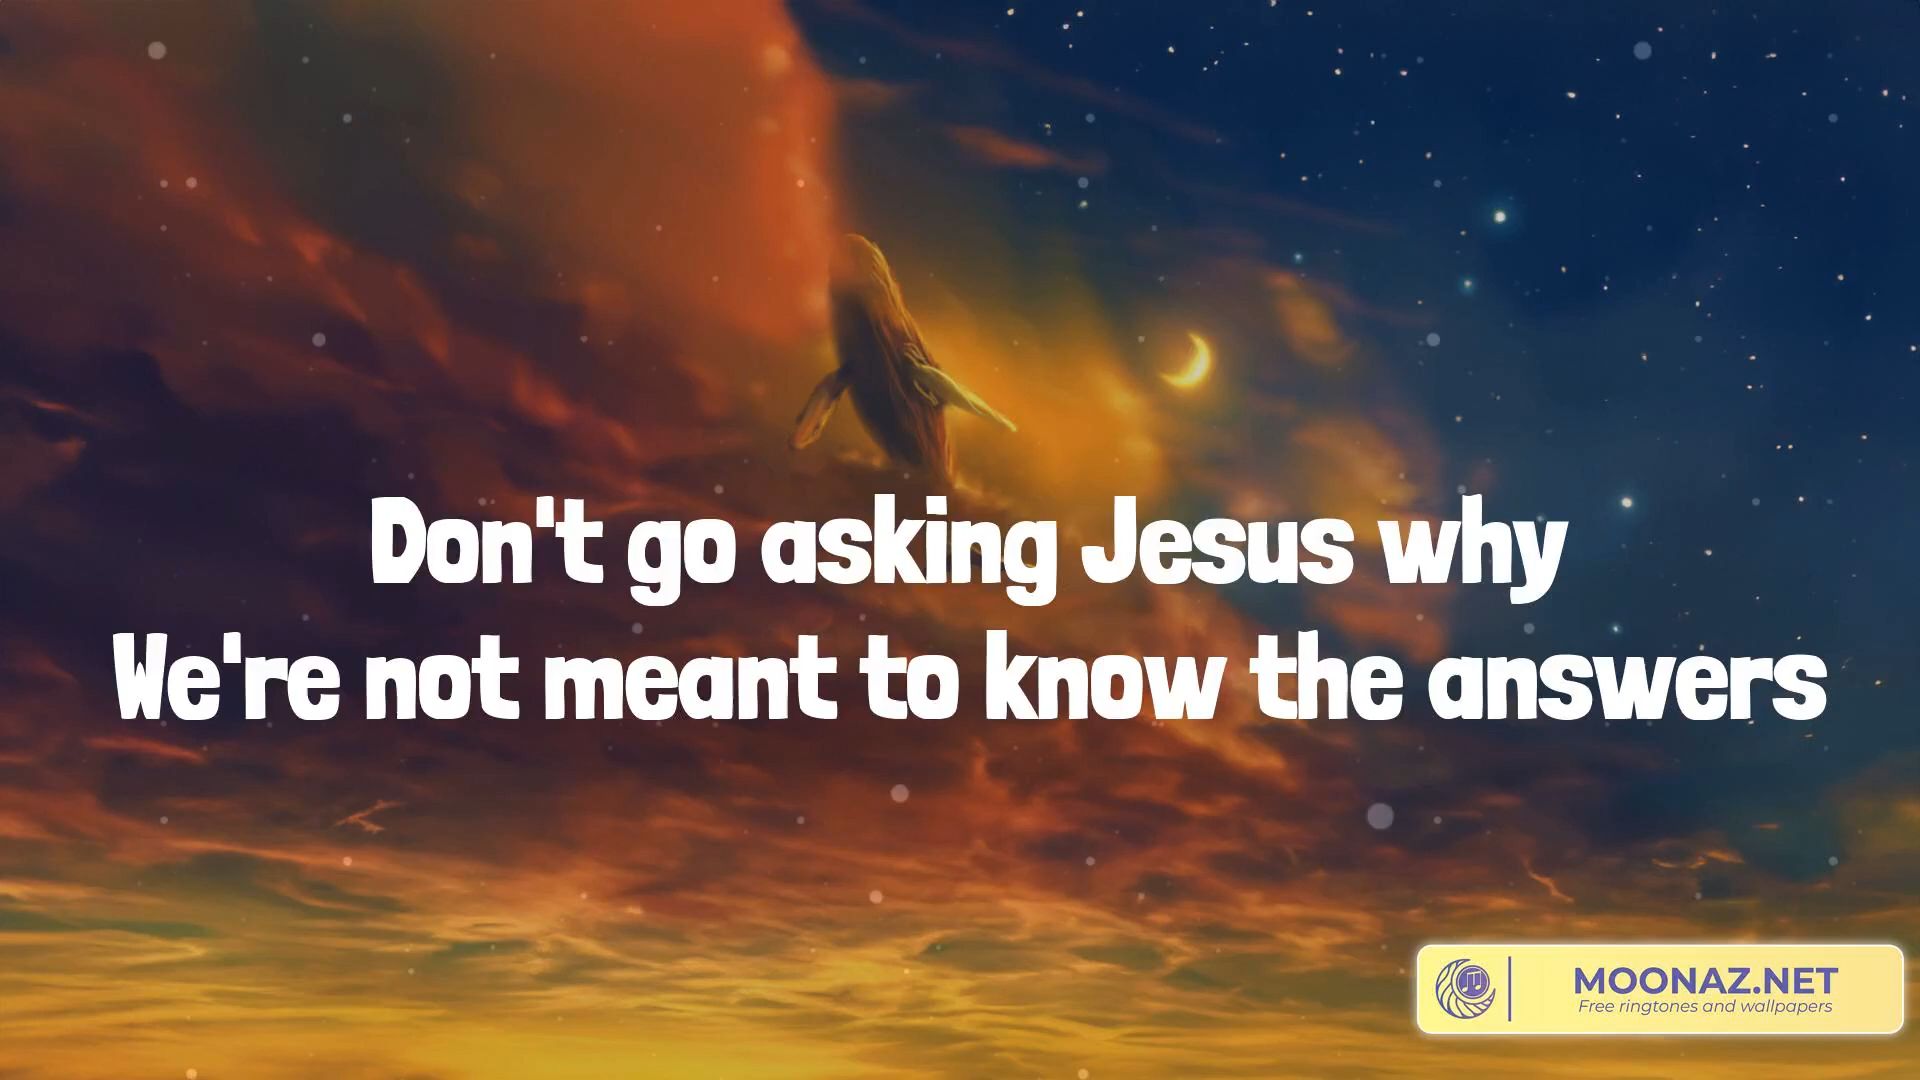 Don't go asking Jesus why
We're not meant to know the answers
MOONAZ.NET
Free ringtones and wallpapers